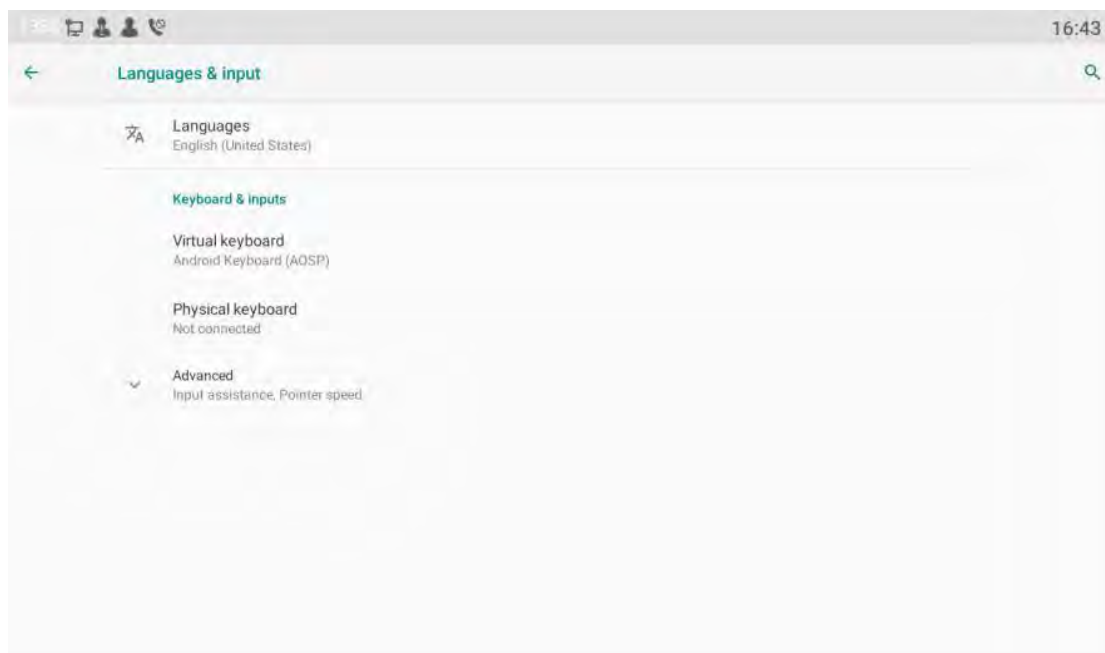 16:43
Languages & input
Languages
English (United States)
Keyboard & inputs
Virtual keyboard
Android Keyboard (AOSP)
Physical keyboard
Not connected
Advanced
Input assistance, Pointer speed